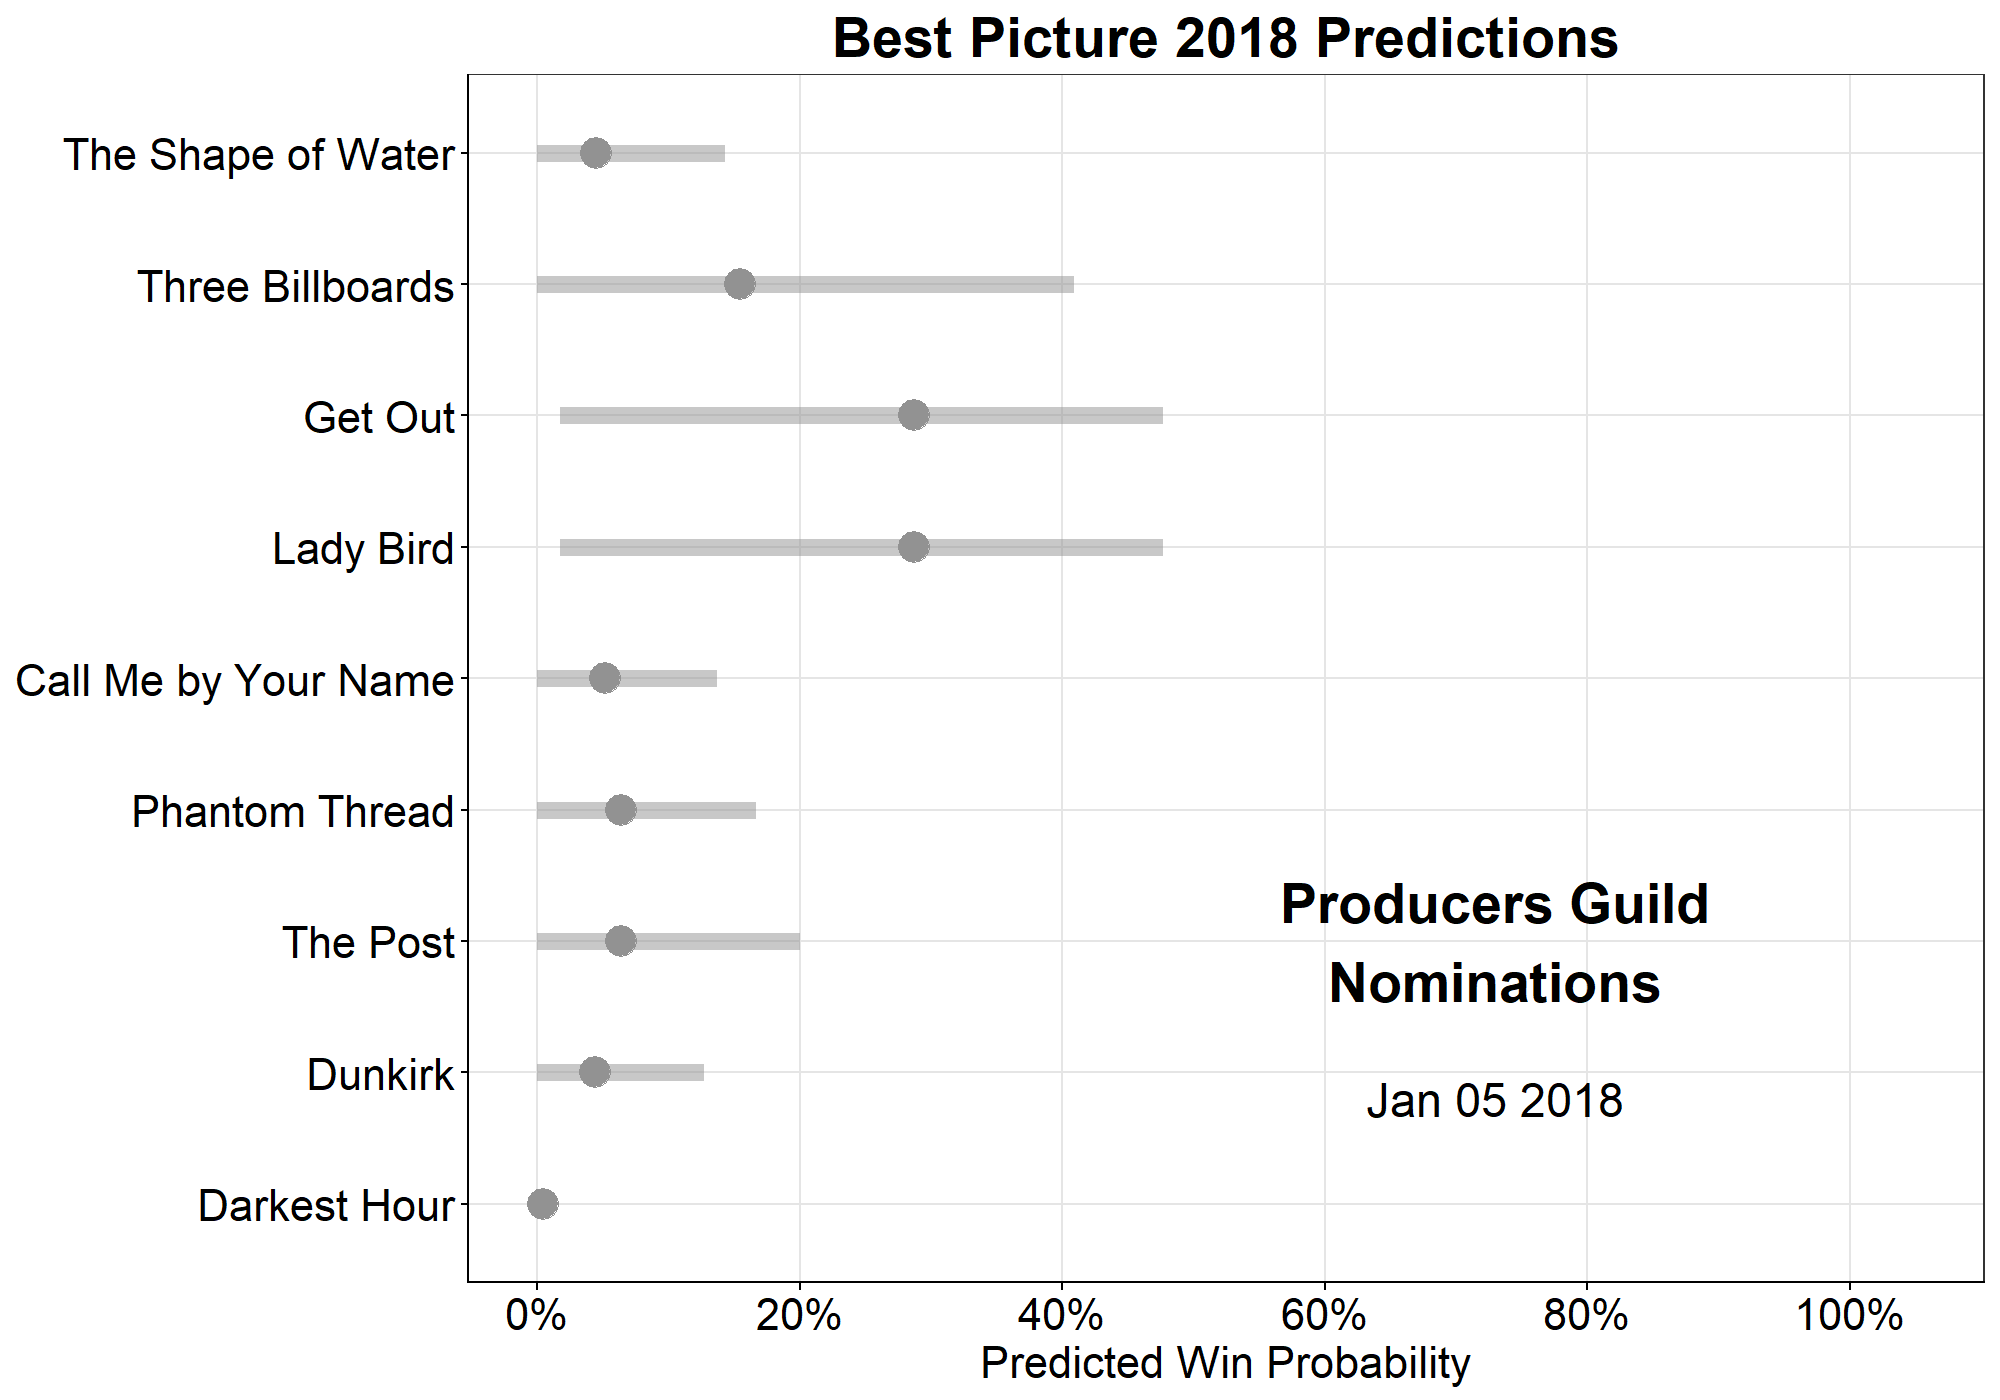 Best Picture 2018 Predictions
The Shape of Water
Three Billboards
Get Out
Lady Bird
Call Me by Your Name
Phantom Thread
The Post
Dunkirk
Darkest Hour
Producers Guild
Nominations
Jan 05 2018
0% 20% 40% 60% 80% 100%
Predicted Win Probability